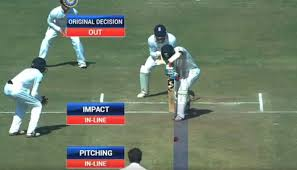 ORIGINAL DECISION
OUT
IMPACT
IN-LINE
PITCHING
IN-LINE